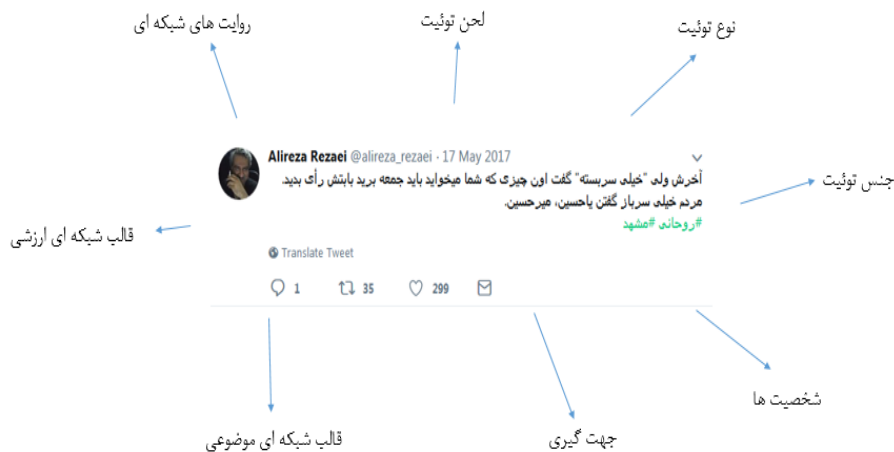 روایت های شبکه ای
لحن توئیت
نوع توئیت
Alireza Rezaei @alireza_rezaei · 17 May 2017
آخرش ولی "خیلی سربسته" گفت اون چیزی که شما میخواید باید جمعه برید بابتش رأی بدید.
مردم خیلی سرباز گفتن یاحسین، میرحسین.
#روحانی #مشهد
Translate Tweet
1 35 299
جنس توئیت
قالب شبکه ای ارزشی
شخصیت ها
جهت گیری
قالب شبکه ای موضوعی